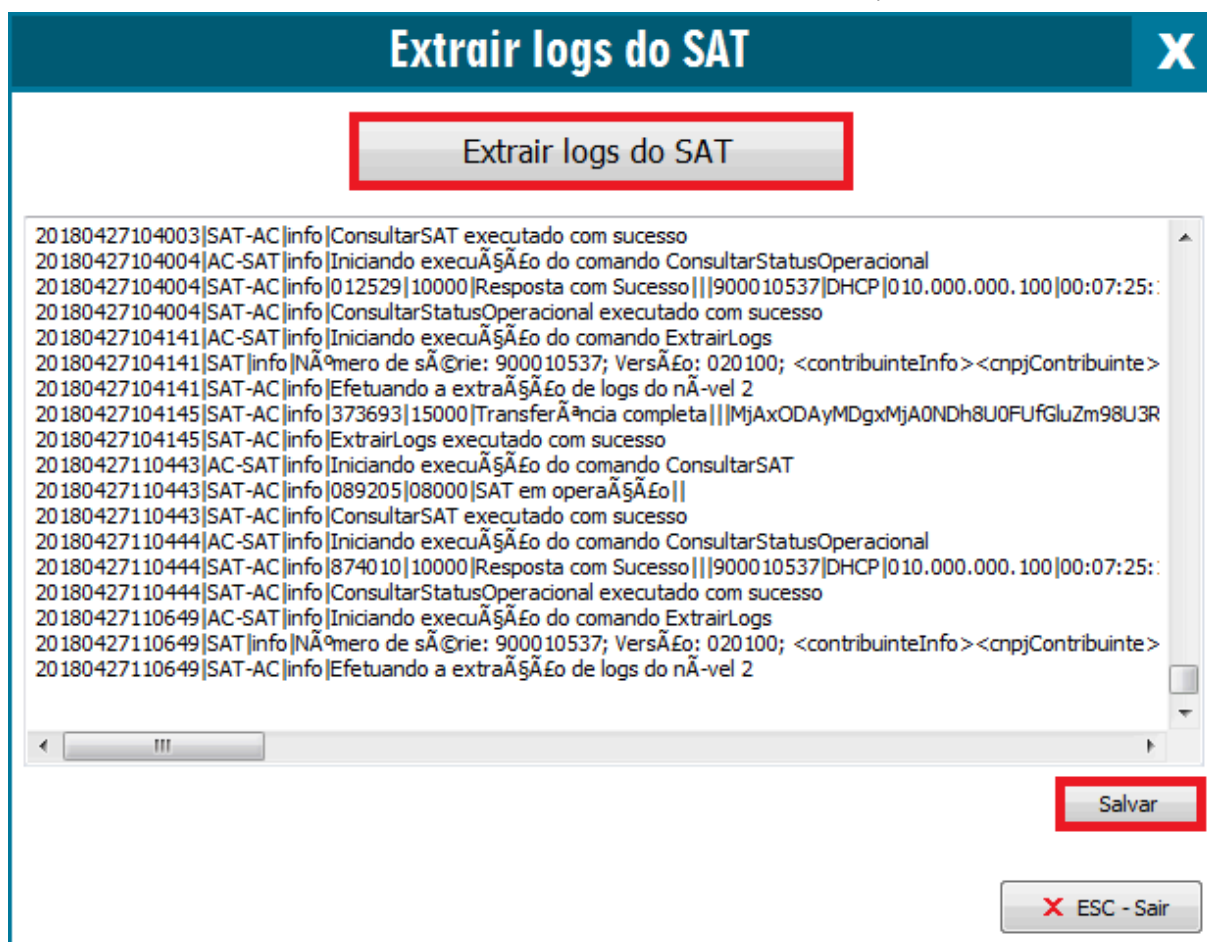 Extrair logs do SAT
X
Extrair logs do SAT
20180427104003|SAT-AC|info|ConsultarSAT executado com sucesso
20180427104004|AC-SAT|info|Iniciando execuÃ§Ã£o do comando ConsultarStatusOperacional
20180427104004|SAT-AC|info|012529|10000|Resposta com Sucesso|||900010537|DHCP|010.000.000.100|00:07:25:
20180427104004|SAT-AC|info|ConsultarStatusOperacional executado com sucesso
20180427104141|AC-SAT|info|Iniciando execuÃ§Ã£o do comando ExtrairLogs
20180427104141|SAT|info|NÃºmero de sÃ©rie: 900010537; VersÃ£o: 020100; <contribuinteInfo><cnpjContribuinte>
20180427104141|SAT-AC|info|Efetuando a extraÃ§Ã£o de logs do nÃ-vel 2
20180427104145|SAT-AC|info|373693|15000|TransferÃªncia completa|||MjAxODAyMDgxMjA0NDh8U0FUfGluZm98U3R
20180427104145|SAT-AC|info|ExtrairLogs executado com sucesso
20180427110443|AC-SAT|info|Iniciando execuÃ§Ã£o do comando ConsultarSAT
20180427110443|SAT-AC|info|089205|08000|SAT em operaÃ§Ã£o||
20180427110443|SAT-AC|info|ConsultarSAT executado com sucesso
20180427110444|AC-SAT|info|Iniciando execuÃ§Ã£o do comando ConsultarStatusOperacional
20180427110444|SAT-AC|info|874010|10000|Resposta com Sucesso|||900010537|DHCP|010.000.000.100|00:07:25:
20180427110444|SAT-AC|info|ConsultarStatusOperacional executado com sucesso
20180427110649|AC-SAT|info|Iniciando execuÃ§Ã£o do comando ExtrairLogs
20180427110649|SAT|info|NÃºmero de sÃ©rie: 900010537; VersÃ£o: 020100; <contribuinteInfo><cnpjContribuinte>
20180427110649|SAT-AC|info|Efetuando a extraÃ§Ã£o de logs do nÃ-vel 2
Salvar
X ESC - Sair